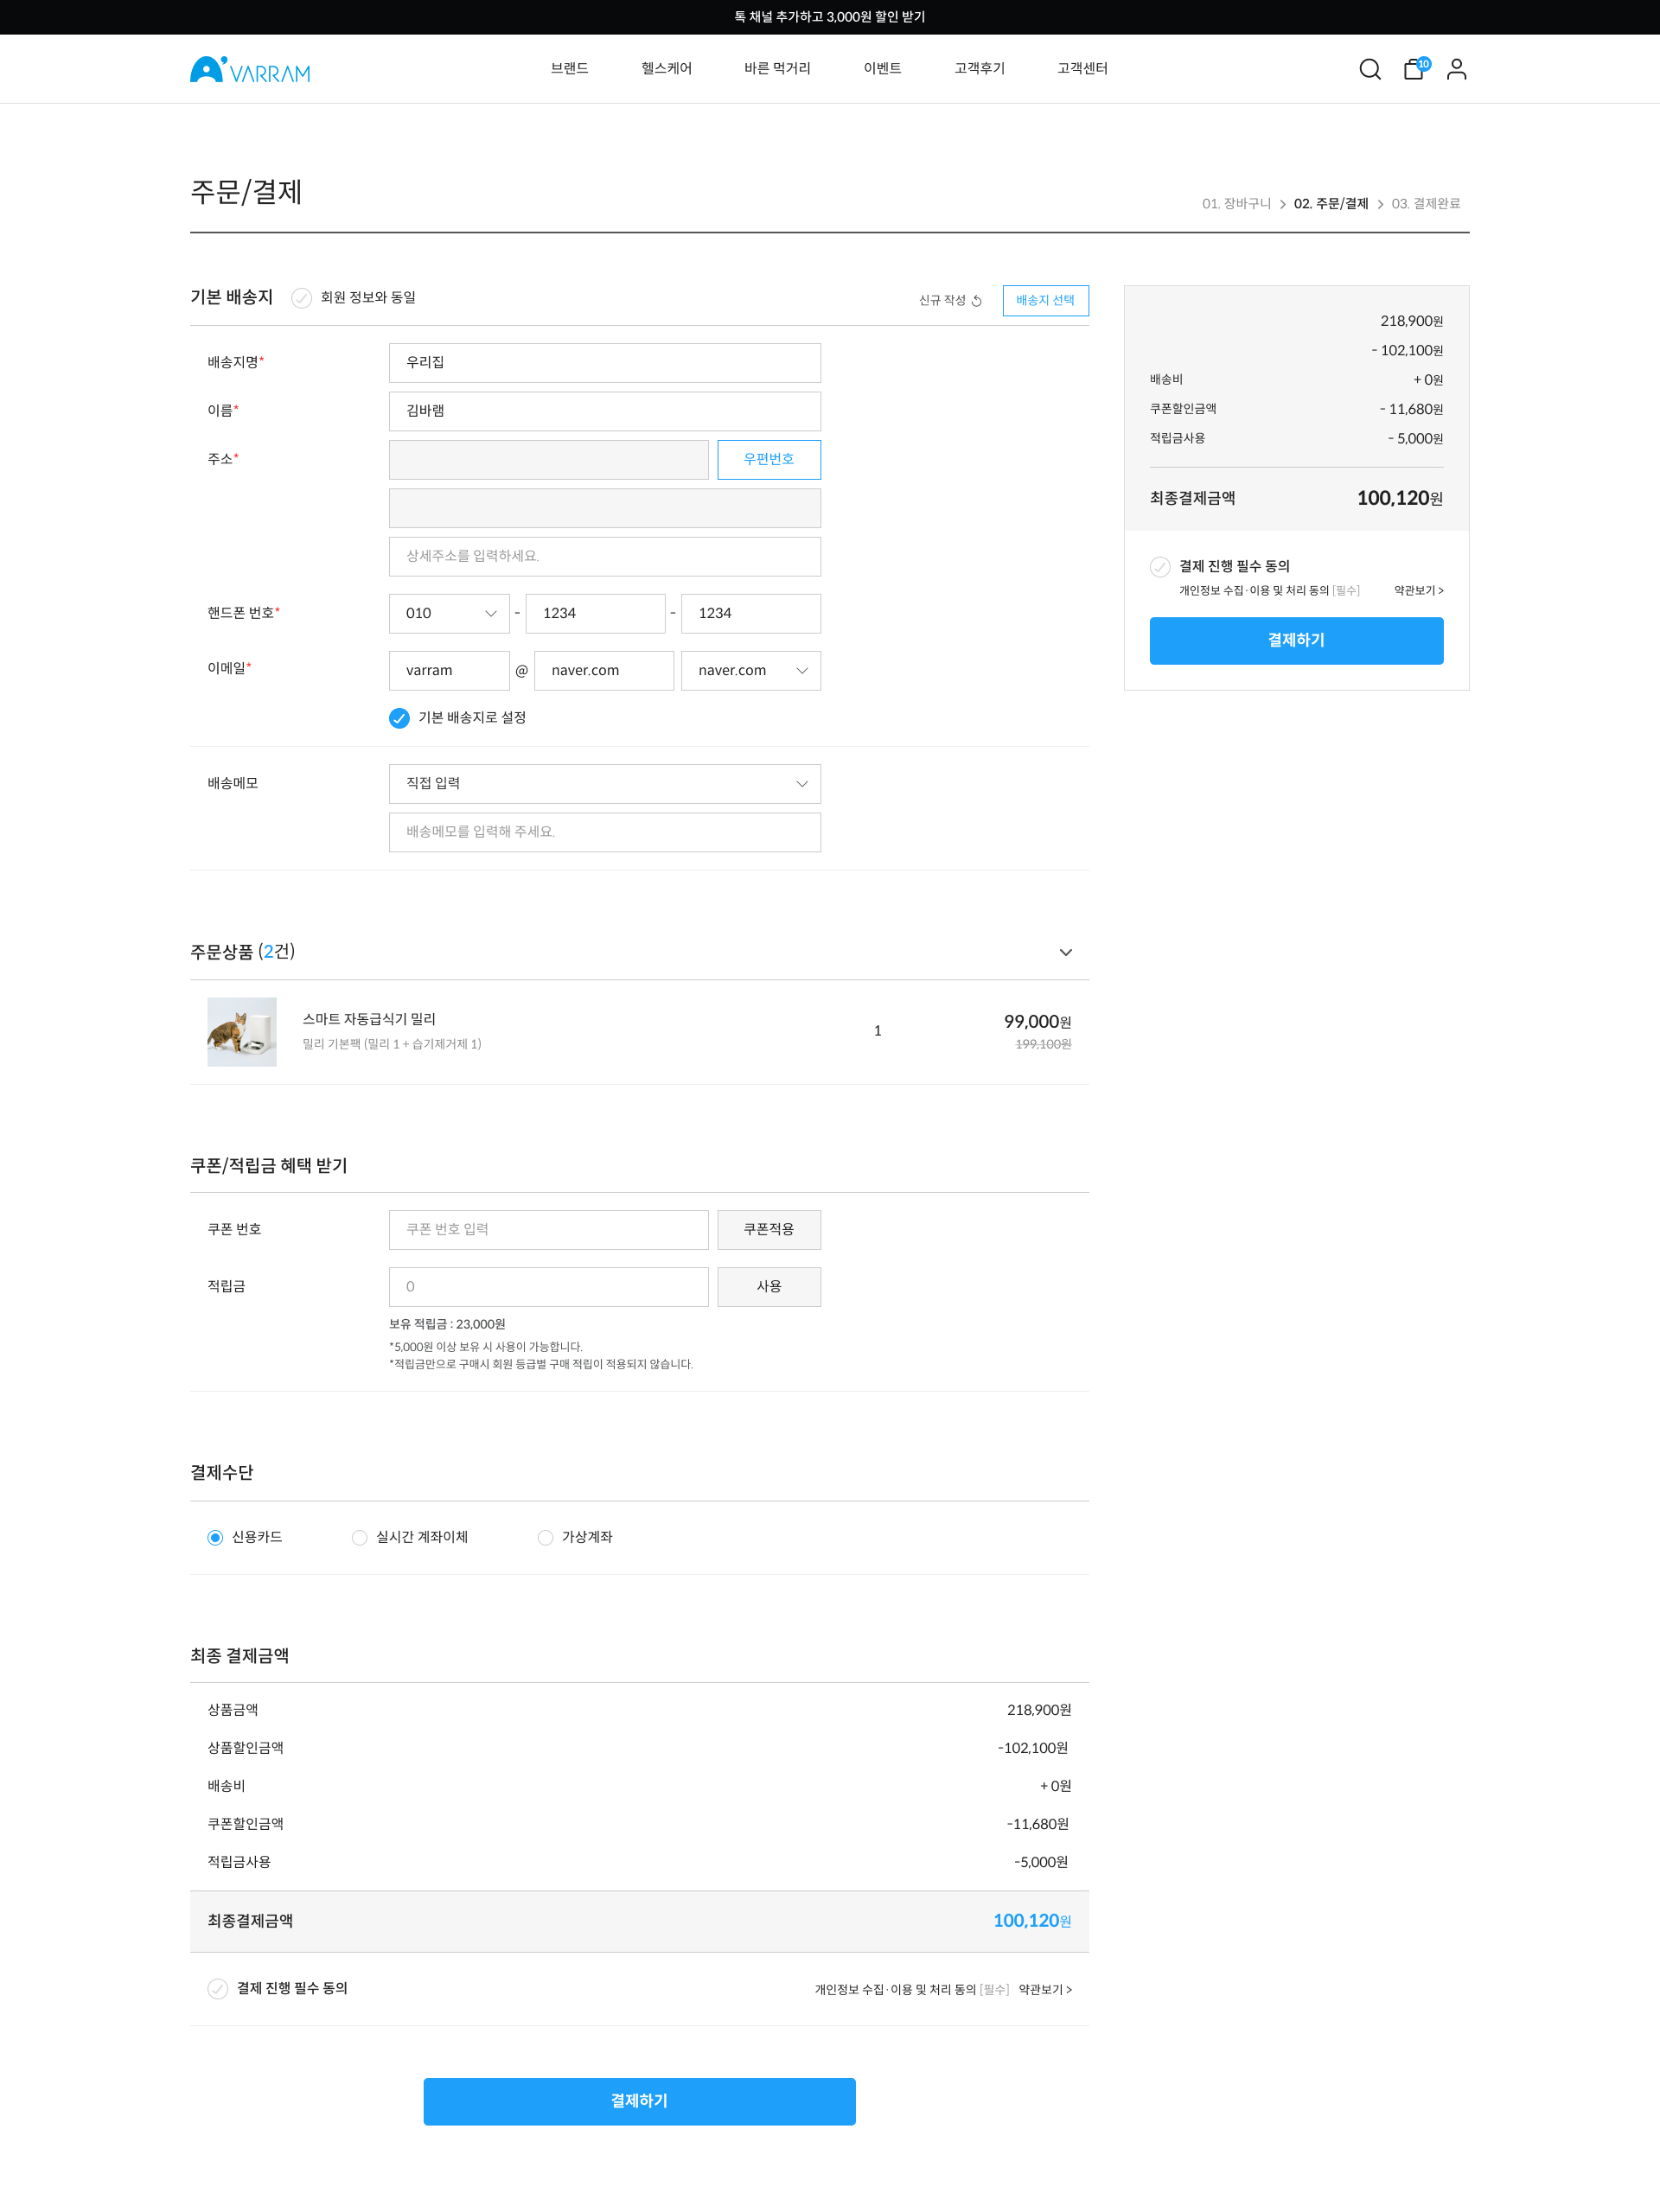 톡 채널 추가하고 3,000원 할인 받기
VARRAM
브랜드 헬스케어 바른 먹거리 이벤트 고객후기 고객센터
10
주문/결제
01. 장바구니 > 02. 주문/결제 > 03. 결제완료
기본 배송지 회원 정보와 동일 신규 작성 배송지 선택
배송지명* 우리집
이름* 김바램
주소* 우편번호
상세주소를 입력하세요.
핸드폰 번호* 010 - 1234 - 1234
이메일* varram @ naver.com naver.com
기본 배송지로 설정
배송메모 직접 입력
배송메모를 입력해 주세요.
218,900원
- 102,100원
배송비 + 0원
쿠폰할인금액 - 11,680원
적립금사용 - 5,000원
최종결제금액 100,120원
결제 진행 필수 동의
개인정보 수집·이용 및 처리 동의 [필수] 약관보기 >
결제하기
주문상품 (2건)
스마트 자동급식기 밀리
밀리 기본팩 (밀리 1 + 습기제거제 1)
1
99,000원
199,100원
쿠폰/적립금 혜택 받기
쿠폰 번호 쿠폰 번호 입력 쿠폰적용
적립금 0 사용
보유 적립금 : 23,000원
*5,000원 이상 보유 시 사용이 가능합니다.
*적립금만으로 구매시 회원 등급별 구매 적립이 적용되지 않습니다.
결제수단
신용카드 실시간 계좌이체 가상계좌
최종 결제금액
상품금액 218,900원
상품할인금액 -102,100원
배송비 + 0원
쿠폰할인금액 -11,680원
적립금사용 -5,000원
최종결제금액 100,120원
결제 진행 필수 동의 개인정보 수집·이용 및 처리 동의 [필수] 약관보기 >
결제하기